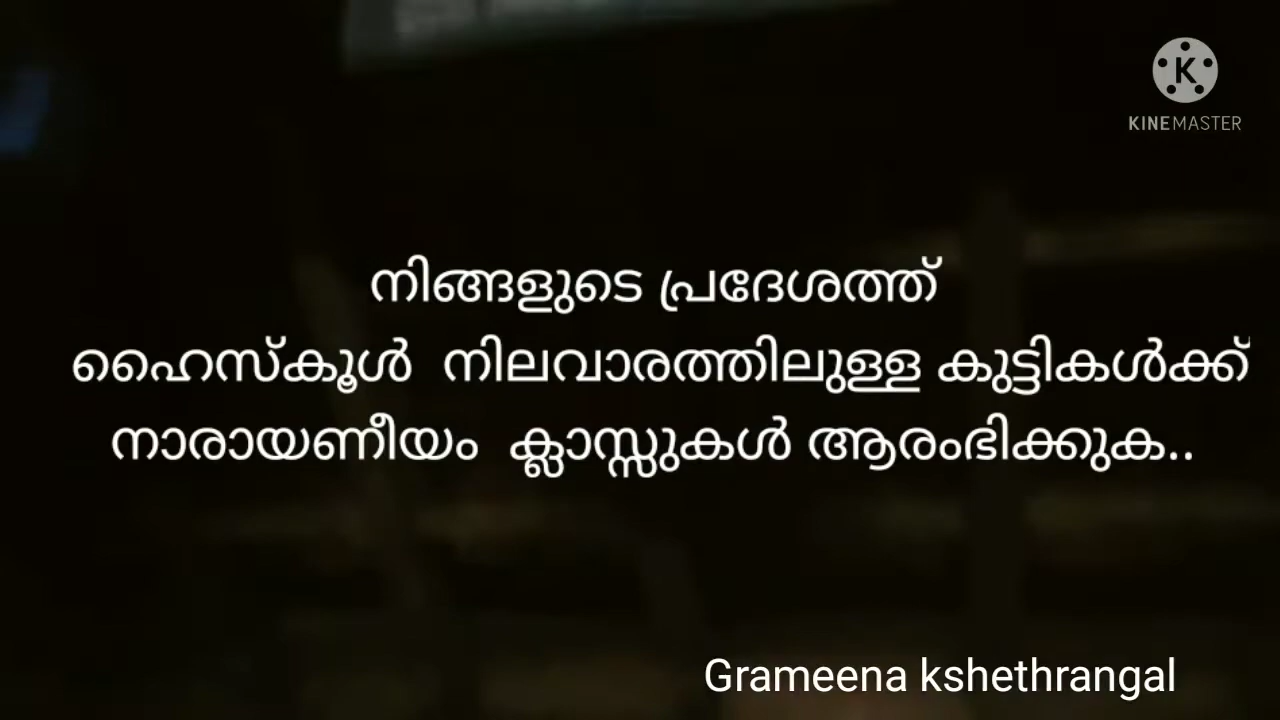 KINEMASTER
നിങ്ങളുടെ പ്രദേശത്ത്
ഹൈസ്കൂൾ നിലവാരത്തിലുള്ള കുട്ടികൾക്ക്
നാരായണീയം ക്ലാസ്സുകൾ ആരംഭിക്കുക..
Grameena kshethrangal